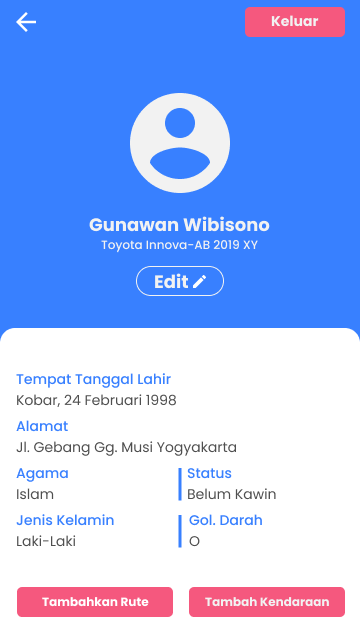 Keluar
Gunawan Wibisono
Toyota Innova-AB 2019 XY
Edit
Tempat Tanggal Lahir
Kobar, 24 Februari 1998
Alamat
Jl. Gebang Gg. Musi Yogyakarta
Agama
Islam
Status
Belum Kawin
Jenis Kelamin
Laki-Laki
Gol. Darah
O
Tambahkan Rute
Tambah Kendaraan